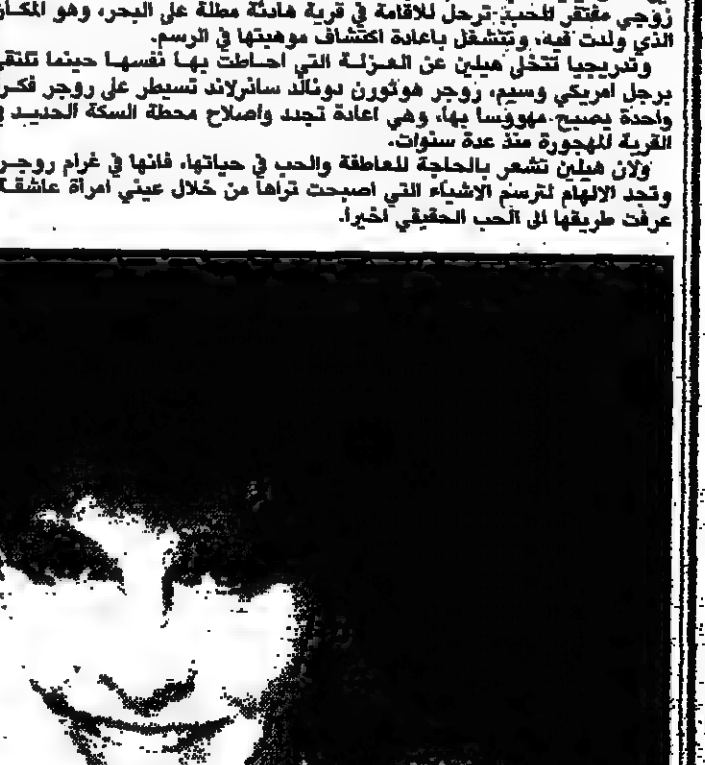 زوجي مفتقر للحب: ترحل للاقامة في قرية هادئة مطلة على البحر، وهو المكان
الذي ولدت فيه، وتنشغل باعادة اكتشاف موهبتها في الرسم.
وتدريجيا تتخلى هيلين عن العزلة التي احاطت بها نفسها حينما تلتقي
برجل امريكي وسيم، روجر هوثورن دونالد سانرلاند تسيطر على روجر فكرة
واحدة يصبح مهووسا بها، وهي اعادة تجدد واصلاح محطة السكة الحديد في
القرية المهجورة منذ عدة سنوات.
ولان هيلين تشعر بالحاجة للعاطفة والحب في حياتها، فانها في غرام روجر
وتجد الالهام لترسم الاشياء التي اصبحت تراها من خلال عيني امرأة عاشقة
عرفت طريقها الى الحب الحقيقي اخيرا.